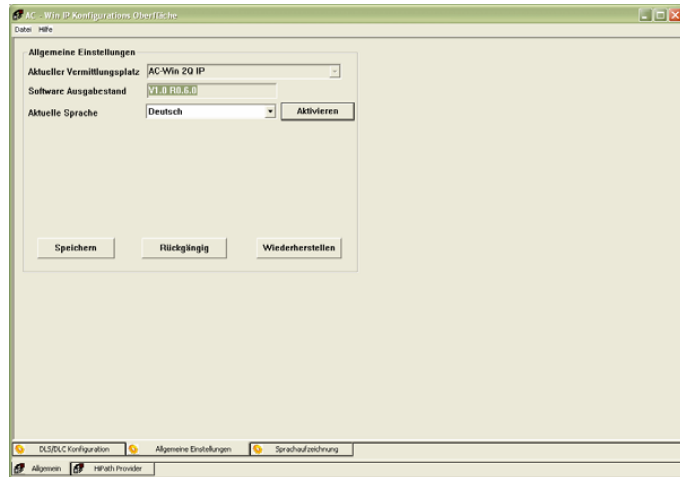 AC - Win IP Konfigurations Oberfläche
Datei Hilfe
Allgemeine Einstellungen
Aktueller Vermittlungsplatz AC-Win 2Q IP
Software Ausgabestand V1.0 R0.6.0
Aktuelle Sprache Deutsch Aktivieren
Speichern Rückgängig Wiederherstellen
DLS/DLC Konfiguration Allgemeine Einstellungen Sprachaufzeichnung
Allgemein HiPath Provider